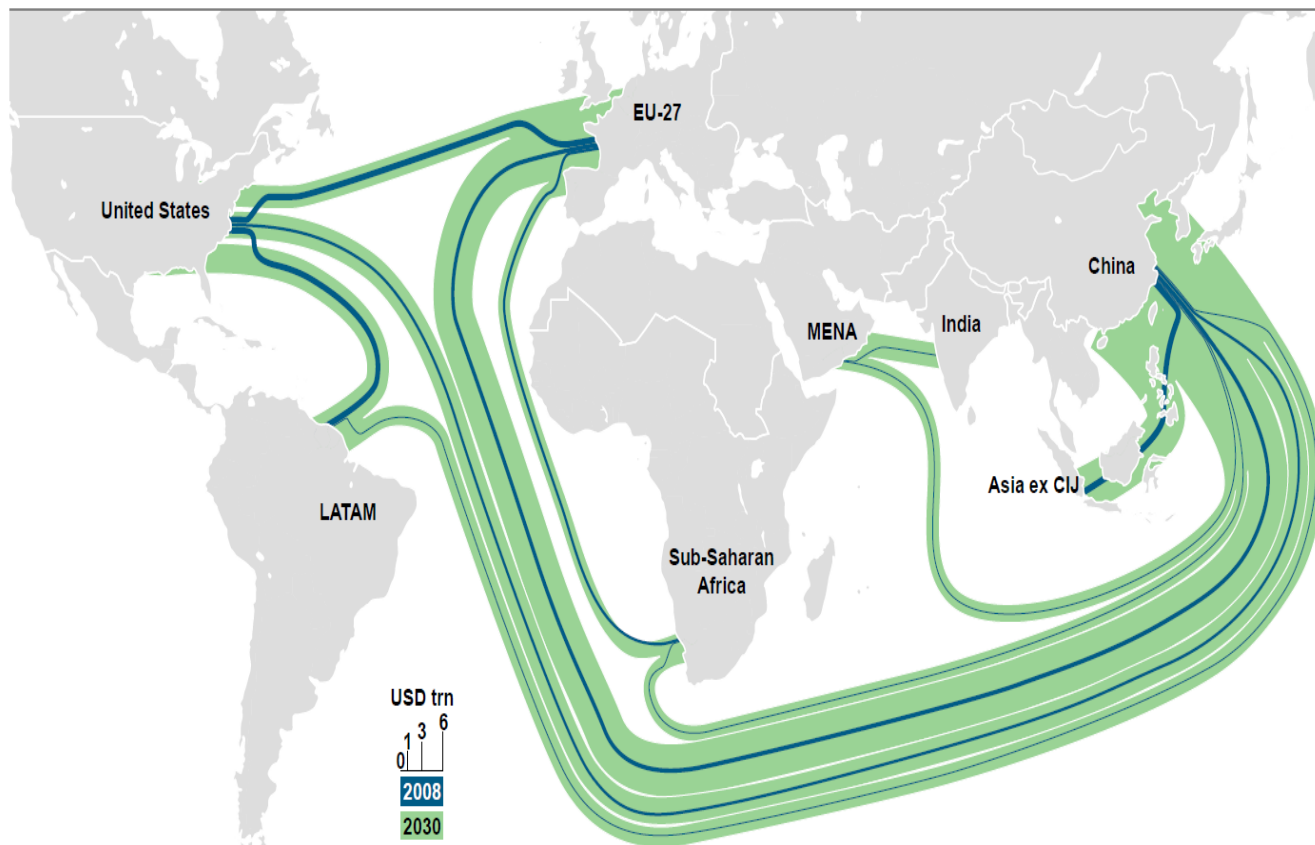 EU-27
United States
China
MENA
India
Asia ex CIJ
LATAM
Sub-Saharan
Africa
USD trn
0 1 3 6
2008
2030